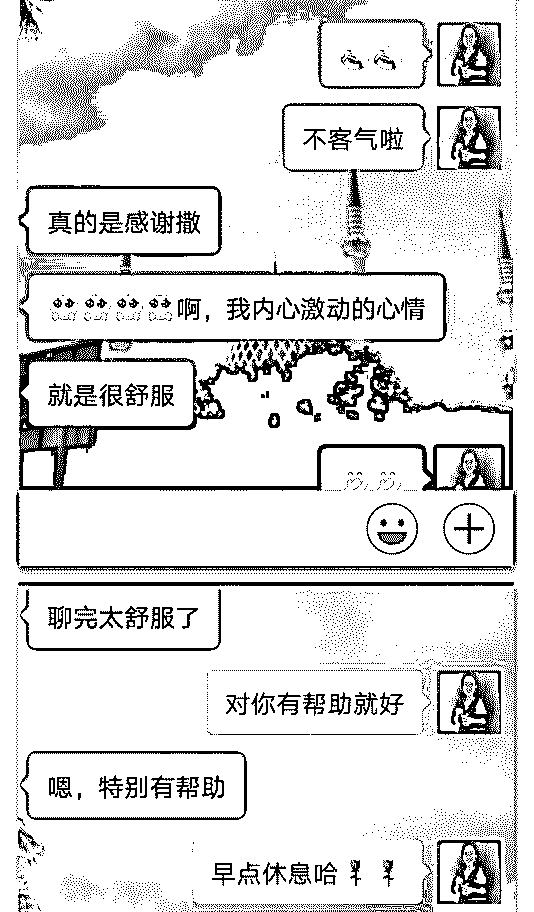 不客气啦
真的是感谢撒
啊，我内心激动的心情
就是很舒服
聊完太舒服了
对你有帮助就好
嗯，特别有帮助
早点休息哈